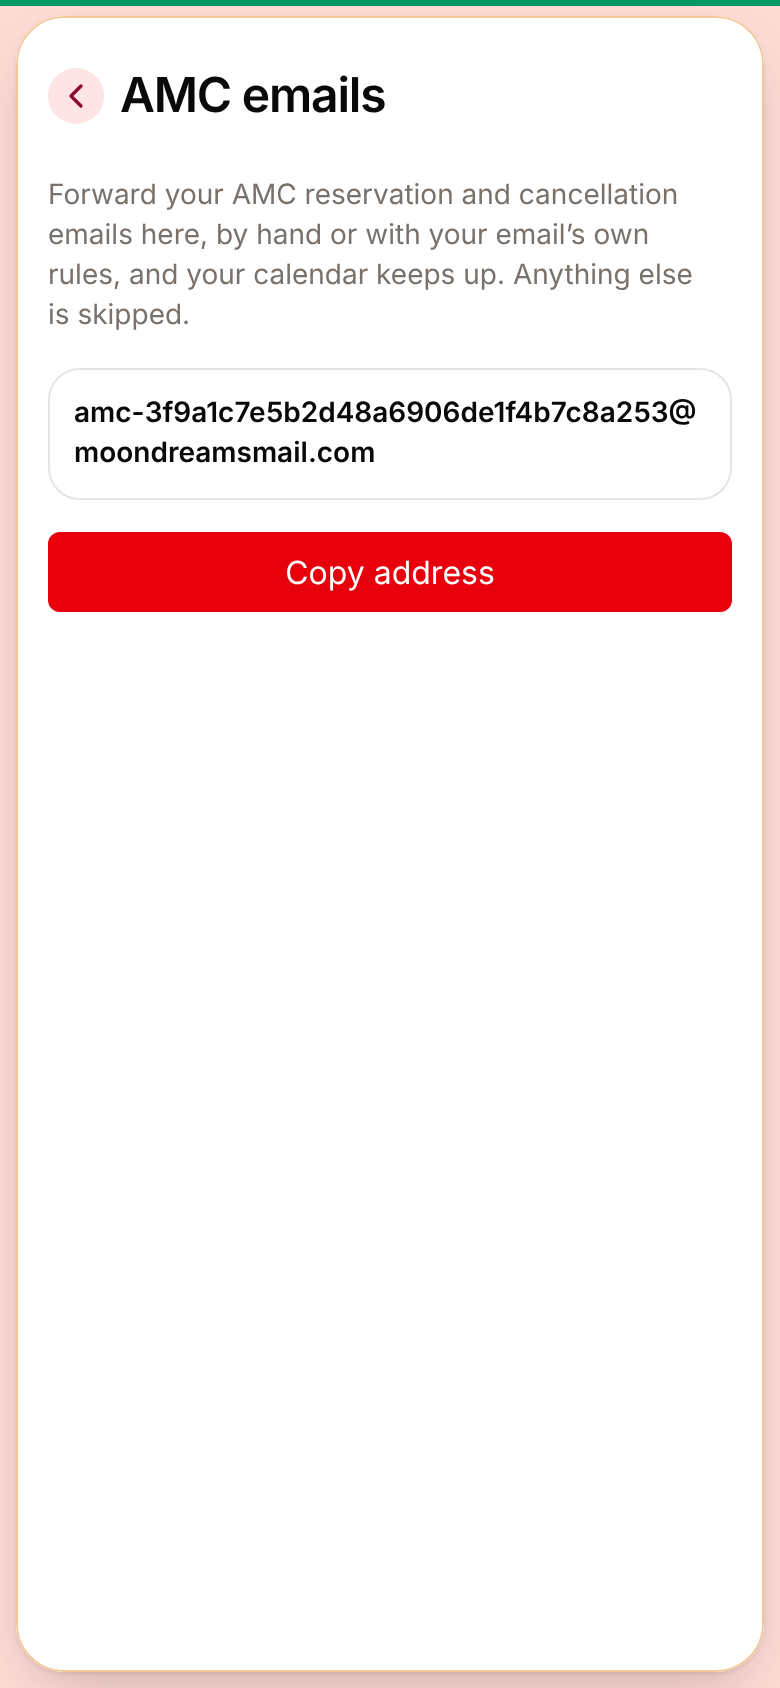 AMC emails
Forward your AMC reservation and cancellation
emails here, by hand or with your email’s own
rules, and your calendar keeps up. Anything else
is skipped.
amc-3f9a1c7e5b2d48a6906de1f4b7c8a253@
moondreamsmail.com
Copy address